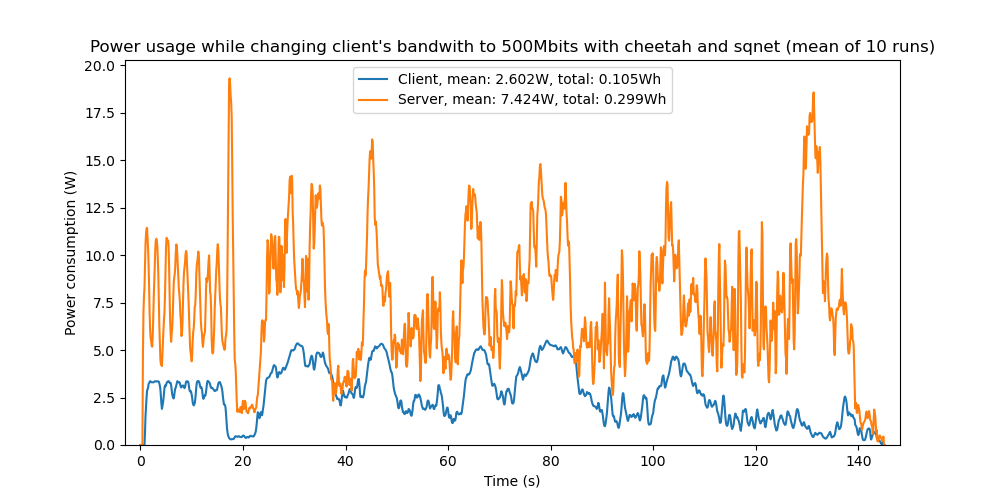 Power usage while changing client's bandwith to 500Mbits with cheetah and sqnet (mean of 10 runs)
Client, mean: 2.602W, total: 0.105Wh
Server, mean: 7.424W, total: 0.299Wh
Power consumption (W)
20.0
17.5
15.0
12.5
10.0
7.5
5.0
2.5
0.0
0 20 40 60 80 100 120 140
Time (s)